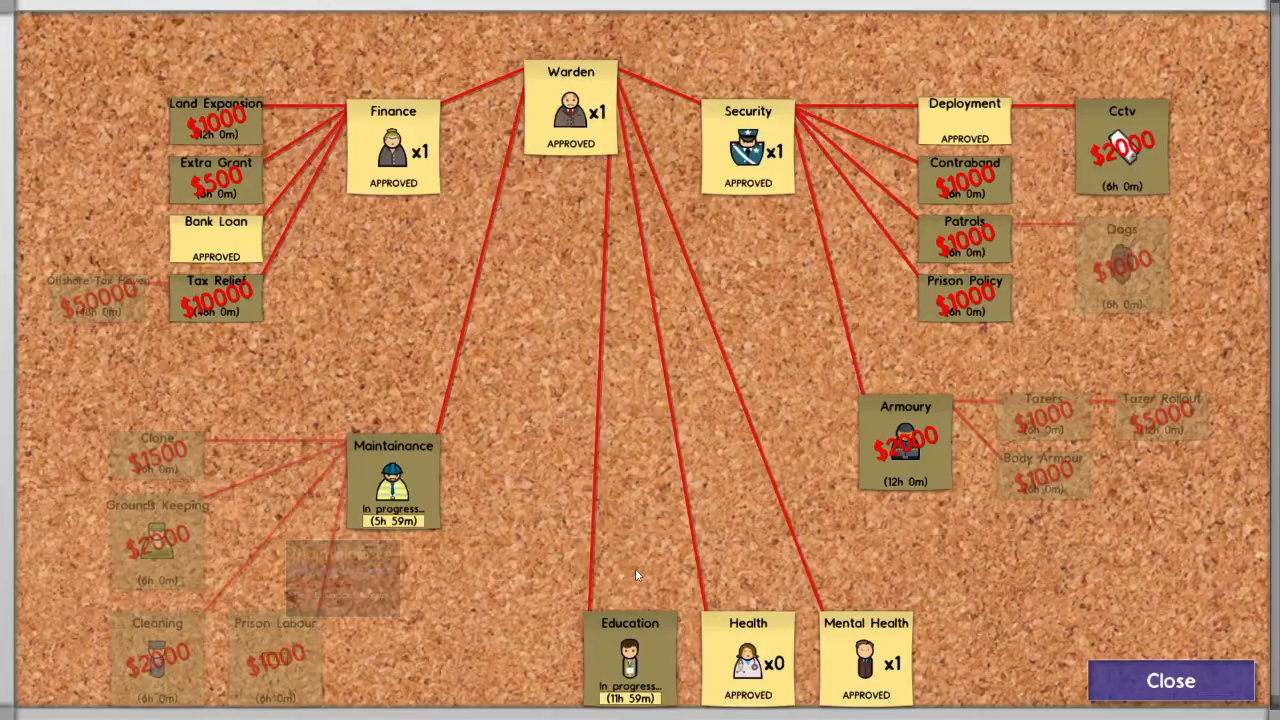 Warden
x1
APPROVED
Finance
x1
APPROVED
Land Expansion
$1000
(12h 0m)
Extra Grant
$500
(6h 0m)
Bank Loan
APPROVED
Tax Relief
$10000
(48h 0m)
Offshore Tax Haven
$50000
(48h 0m)
Security
x1
APPROVED
Deployment
APPROVED
Contraband
$1000
(6h 0m)
Patrols
$1000
(6h 0m)
Prison Policy
$1000
(6h 0m)
Cctv
$2000
(6h 0m)
Dogs
$1000
(6h 0m)
Armoury
$2000
(12h 0m)
Tazers
$1000
(6h 0m)
Tazer Rollout
$5000
(12h 0m)
Body Armour
$1000
(6h 0m)
Maintainance
In progress...
(5h 59m)
Clone
$1500
(6h 0m)
Grounds Keeping
$2000
(6h 0m)
Cleaning
$2000
(6h 0m)
Prison Labour
$1000
(6h 0m)
Education
In progress...
(11h 59m)
Health
x0
APPROVED
Mental Health
x1
APPROVED
Close